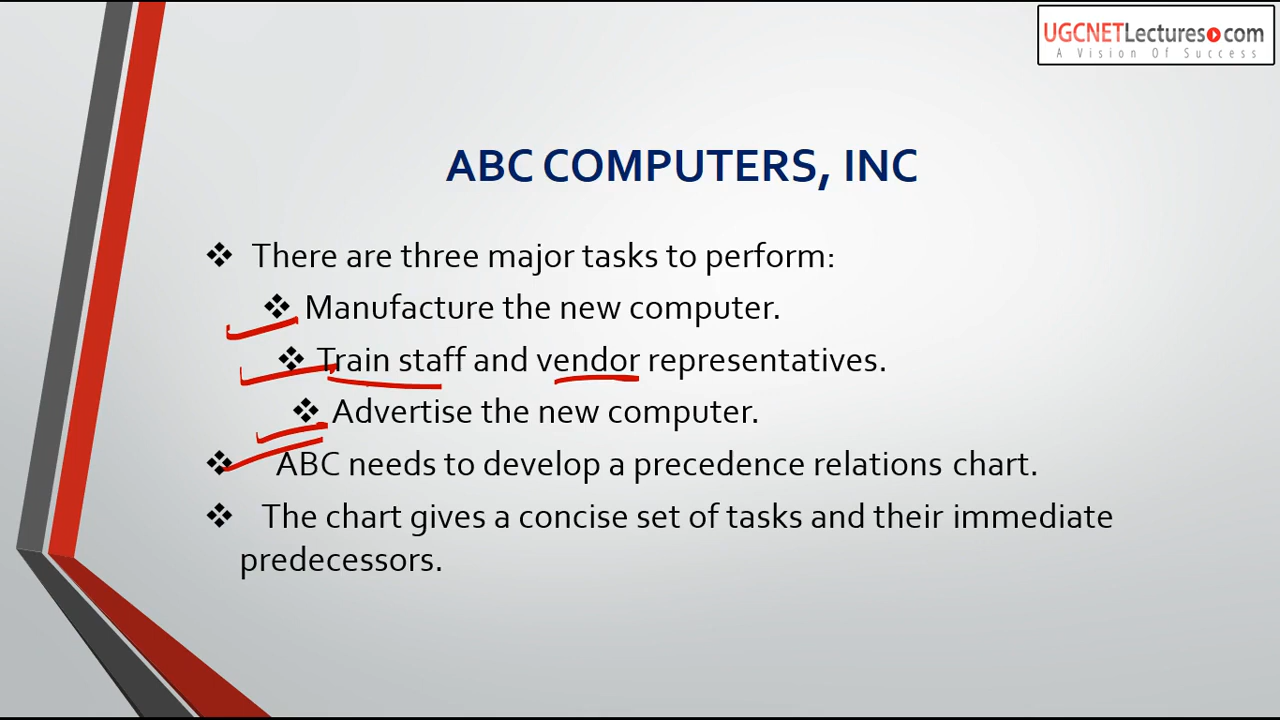 UGCNETLectures.com
A Vision Of Success
ABC COMPUTERS, INC
There are three major tasks to perform:
Manufacture the new computer.
Train staff and vendor representatives.
Advertise the new computer.
ABC needs to develop a precedence relations chart.
The chart gives a concise set of tasks and their immediate
predecessors.